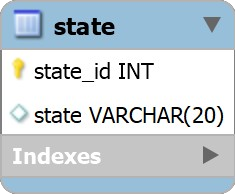 state
state_id INT
state VARCHAR(20)
Indexes